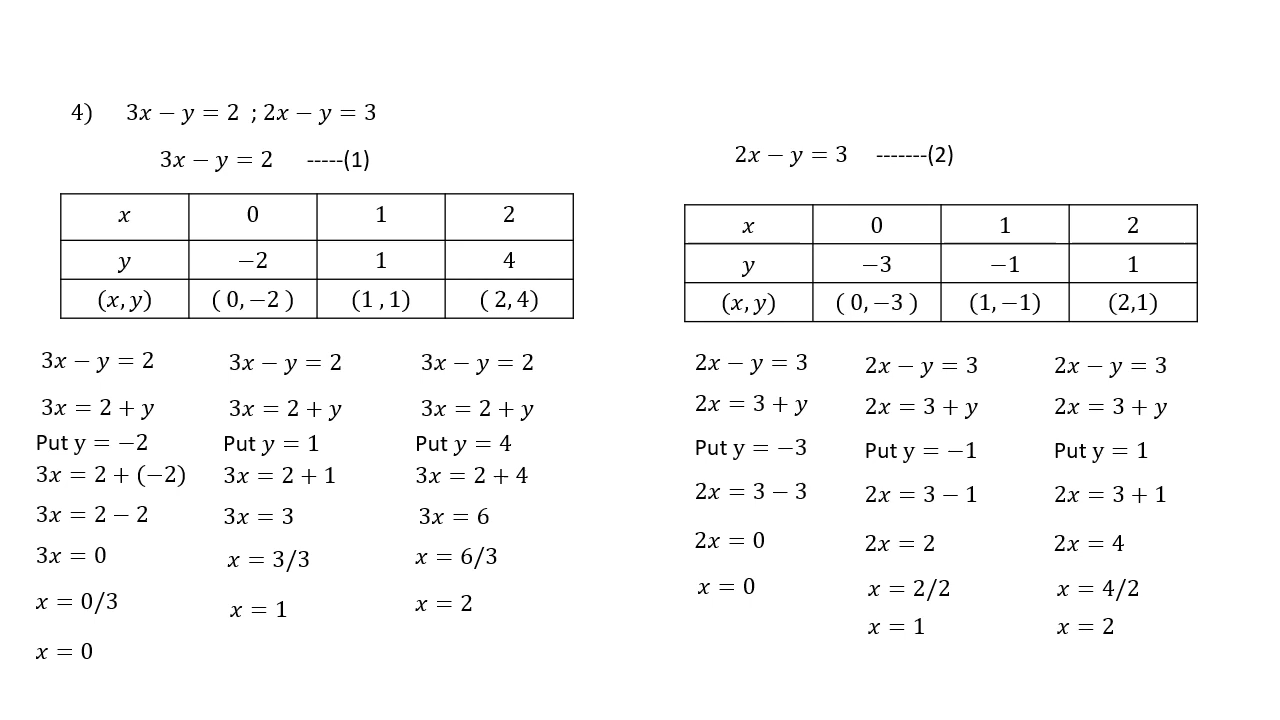 4) 3x − y = 2 ; 2x − y = 3
3x − y = 2 -----(1)
x 0 1 2
y −2 1 4
(x, y) ( 0, −2 ) (1 , 1) ( 2, 4)
3x − y = 2
3x = 2 + y
Put y = −2
3x = 2 + (−2)
3x = 2 − 2
3x = 0
x = 0/3
x = 0
3x − y = 2
3x = 2 + y
Put y = 1
3x = 2 + 1
3x = 3
x = 3/3
x = 1
3x − y = 2
3x = 2 + y
Put y = 4
3x = 2 + 4
3x = 6
x = 6/3
x = 2
2x − y = 3 -------(2)
x 0 1 2
y −3 −1 1
(x, y) ( 0, −3 ) (1, −1) (2,1)
2x − y = 3
2x = 3 + y
Put y = −3
2x = 3 − 3
2x = 0
x = 0
2x − y = 3
2x = 3 + y
Put y = −1
2x = 3 − 1
2x = 2
x = 2/2
x = 1
2x − y = 3
2x = 3 + y
Put y = 1
2x = 3 + 1
2x = 4
x = 4/2
x = 2